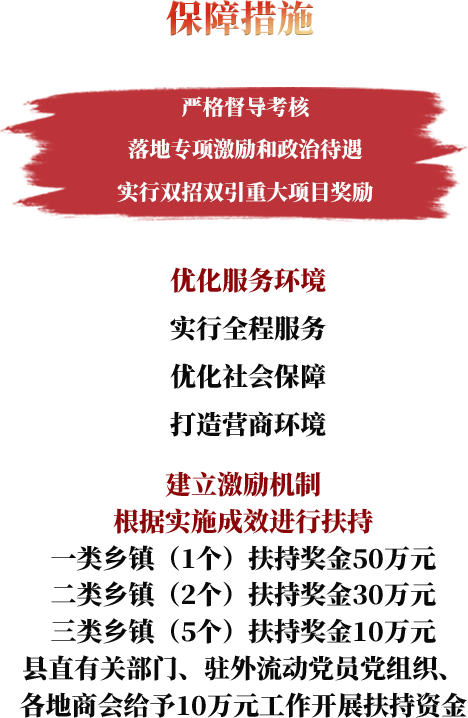 保障措施
严格督导考核
落地专项激励和政治待遇
实行双招双引重大项目奖励
优化服务环境
实行全程服务
优化社会保障
打造营商环境
建立激励机制
根据实施成效进行扶持
一类乡镇（1个）扶持奖金50万元
二类乡镇（2个）扶持奖金30万元
三类乡镇（5个）扶持奖金10万元
县直有关部门、驻外流动党员党组织、
各地商会给予10万元工作开展扶持资金